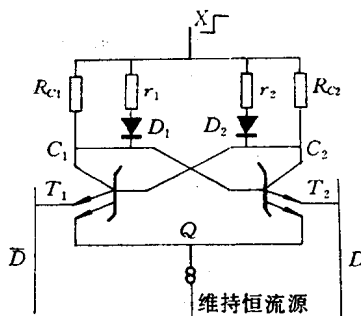 X
R_{C1} r_1 r_2 R_{C2}
D_1 D_2
C_1 C_2
T_1 T_2
Q
D̅ D
维持恒流源